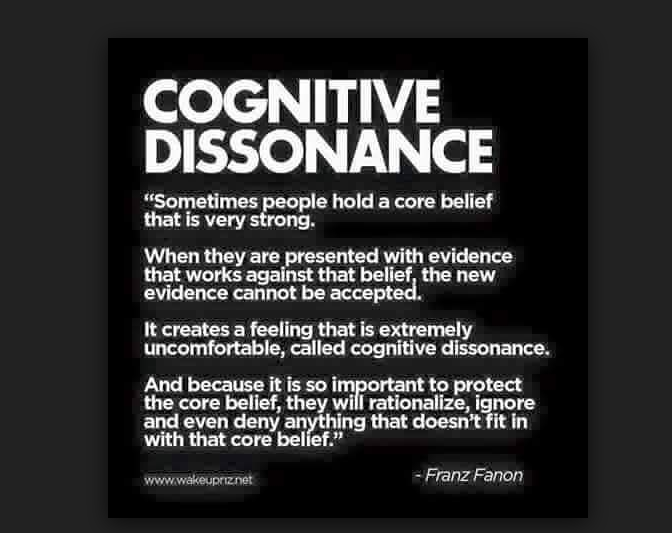 COGNITIVE
DISSONANCE
“Sometimes people hold a core belief
that is very strong.
When they are presented with evidence
that works against that belief, the new
evidence cannot be accepted.
It creates a feeling that is extremely
uncomfortable, called cognitive dissonance.
And because it is so important to protect
the core belief, they will rationalize, ignore
and even deny anything that doesn’t fit in
with that core belief.”
www.wakeupnz.net
- Franz Fanon